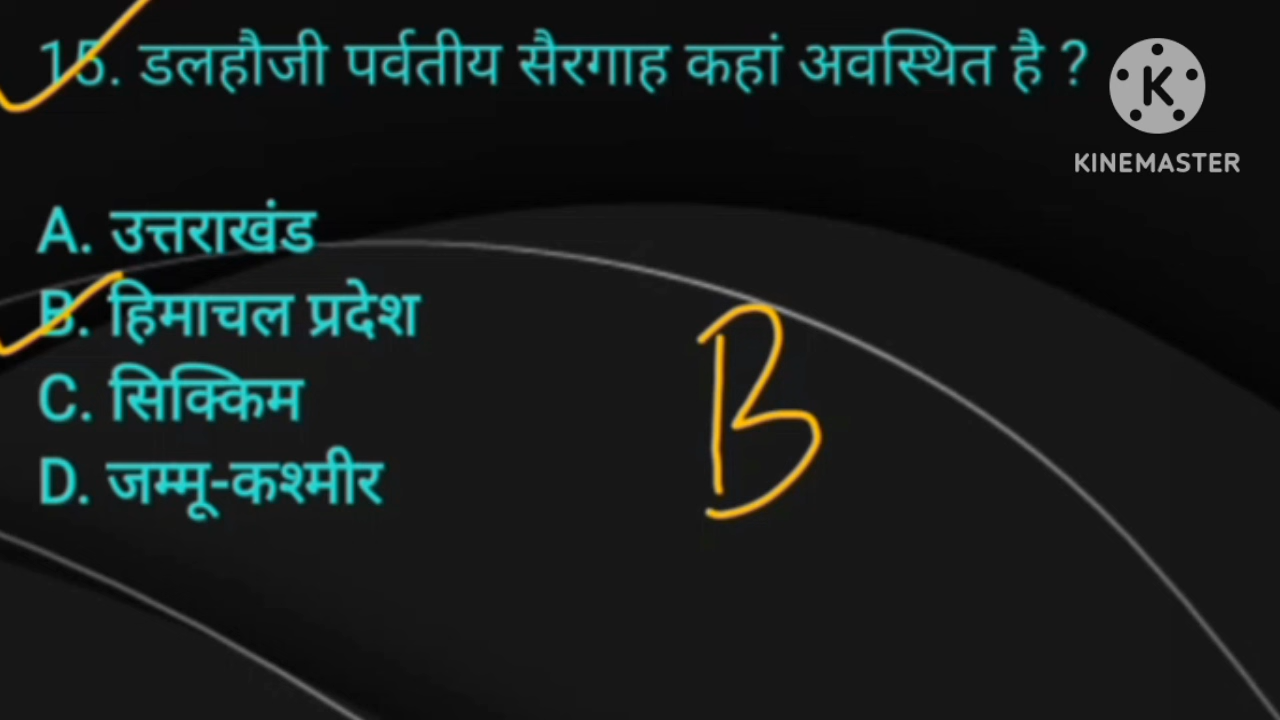 15. डलहौजी पर्वतीय सैरगाह कहां अवस्थित है ?
K
KINEMASTER
A. उत्तराखंड
B. हिमाचल प्रदेश
C. सिक्किम
D. जम्मू-कश्मीर
B